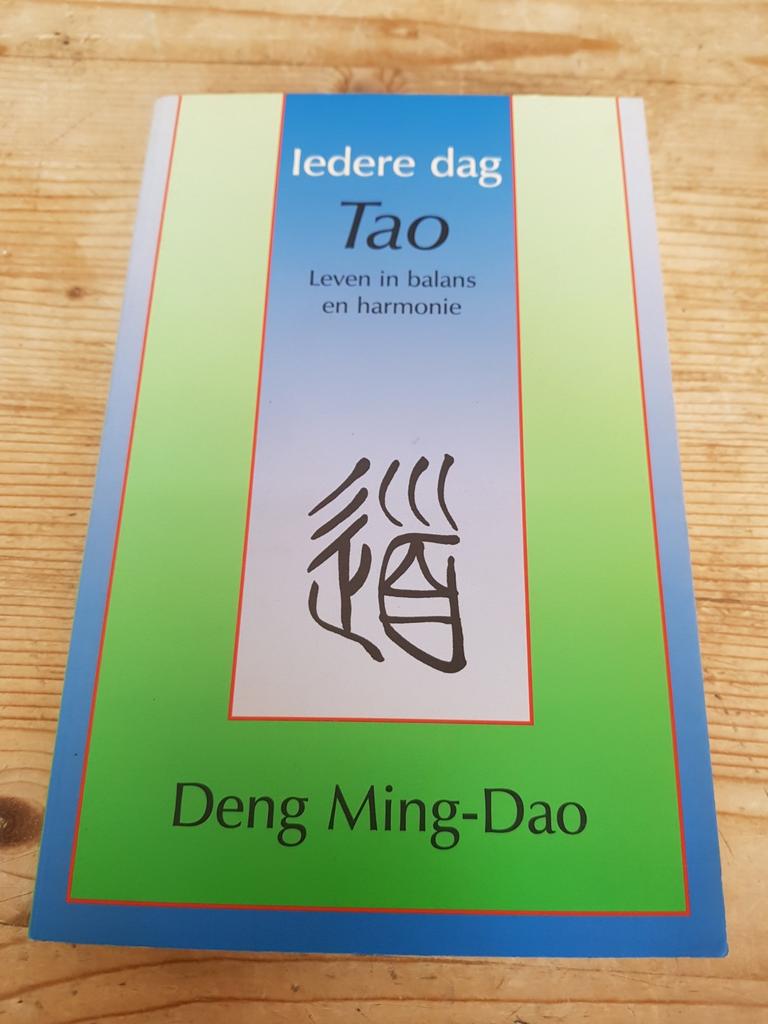 Iedere dag
Tao
Leven in balans
en harmonie
道
Deng Ming-Dao